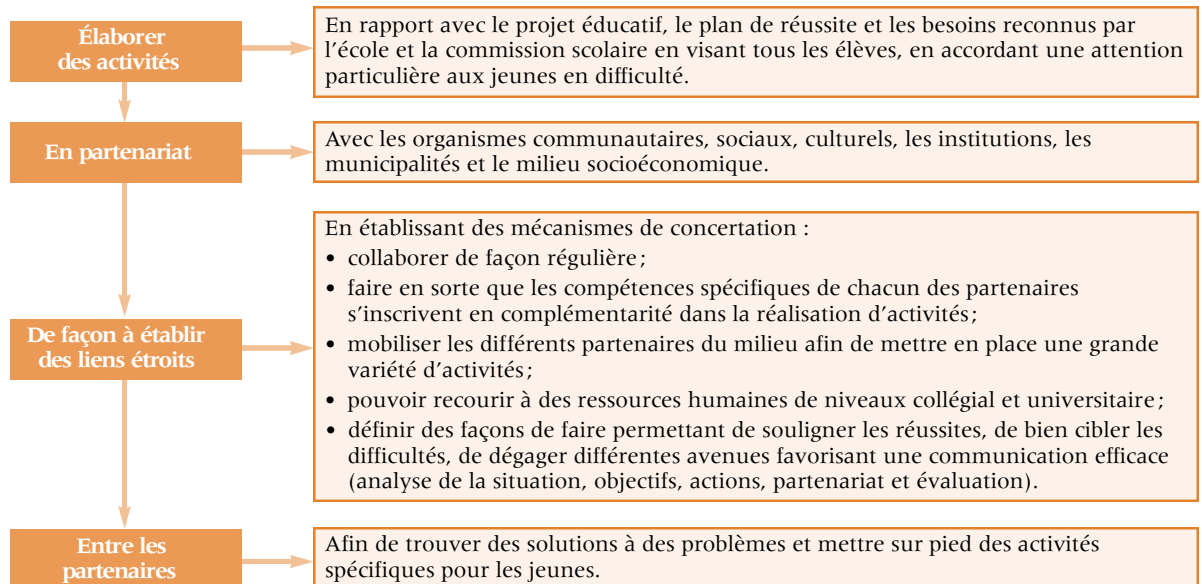 Élaborer
des activités
En rapport avec le projet éducatif, le plan de réussite et les besoins reconnus par
l'école et la commission scolaire en visant tous les élèves, en accordant une attention
particulière aux jeunes en difficulté.
En partenariat
Avec les organismes communautaires, sociaux, culturels, les institutions, les
municipalités et le milieu socioéconomique.
De façon à établir
des liens étroits
En établissant des mécanismes de concertation :
• collaborer de façon régulière;
• faire en sorte que les compétences spécifiques de chacun des partenaires
s'inscrivent en complémentarité dans la réalisation d'activités;
• mobiliser les différents partenaires du milieu afin de mettre en place une grande
variété d'activités;
• pouvoir recourir à des ressources humaines de niveaux collégial et universitaire;
• définir des façons de faire permettant de souligner les réussites, de bien cibler les
difficultés, de dégager différentes avenues favorisant une communication efficace
(analyse de la situation, objectifs, actions, partenariat et évaluation).
Entre les
partenaires
Afin de trouver des solutions à des problèmes et mettre sur pied des activités
spécifiques pour les jeunes.